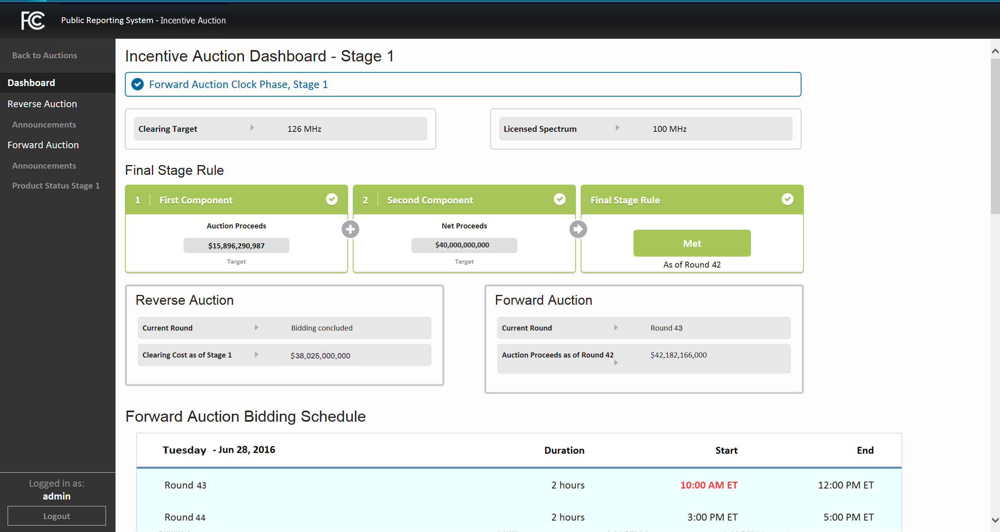 FCC
Public Reporting System - Incentive Auction
Back to Auctions
Dashboard
Reverse Auction
Announcements
Forward Auction
Announcements
Product Status Stage 1
Logged in as:
admin
Logout
Incentive Auction Dashboard - Stage 1
Forward Auction Clock Phase, Stage 1
Clearing Target 126 MHz
Licensed Spectrum 100 MHz
Final Stage Rule
1 First Component
Auction Proceeds
$15,896,290,987
Target
2 Second Component
Net Proceeds
$40,000,000,000
Target
Final Stage Rule
Met
As of Round 42
Reverse Auction
Current Round Bidding concluded
Clearing Cost as of Stage 1 $38,025,000,000
Forward Auction
Current Round Round 43
Auction Proceeds as of Round 42 $42,182,166,000
Forward Auction Bidding Schedule
Tuesday - Jun 28, 2016 Duration Start End
Round 43 2 hours 10:00 AM ET 12:00 PM ET
Round 44 2 hours 3:00 PM ET 5:00 PM ET